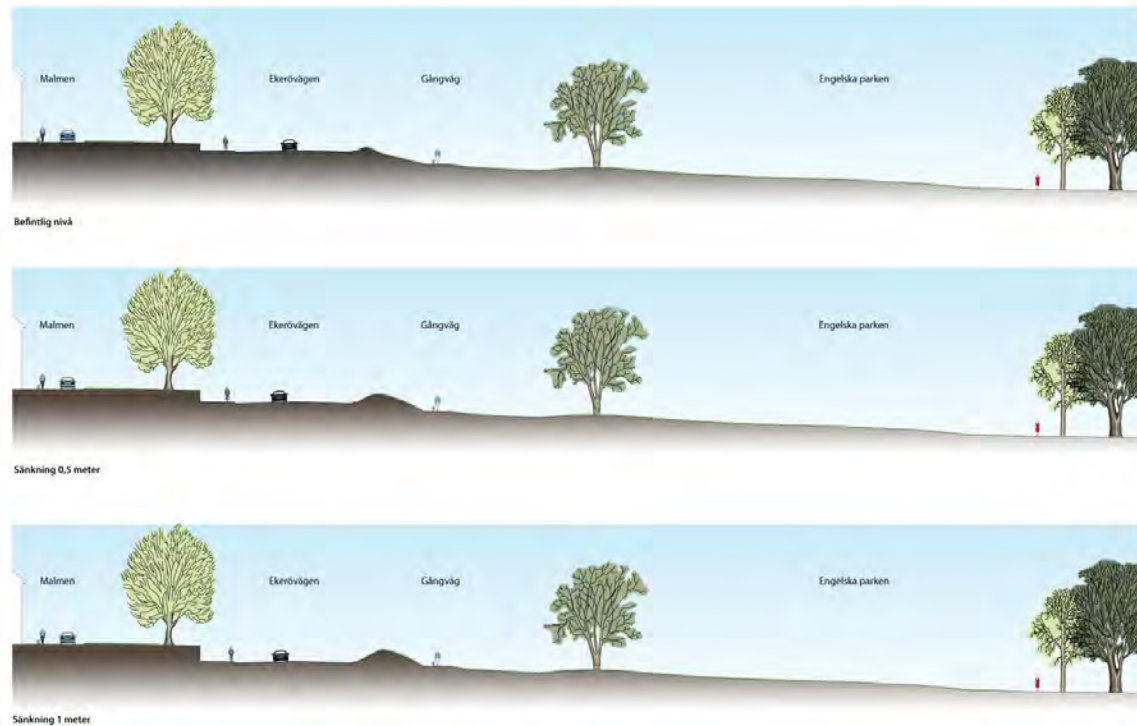 Malmen Ekerövägen Gångväg Engelska parken
Befintlig nivå
Malmen Ekerövägen Gångväg Engelska parken
Sänkning 0,5 meter
Malmen Ekerövägen Gångväg Engelska parken
Sänkning 1 meter